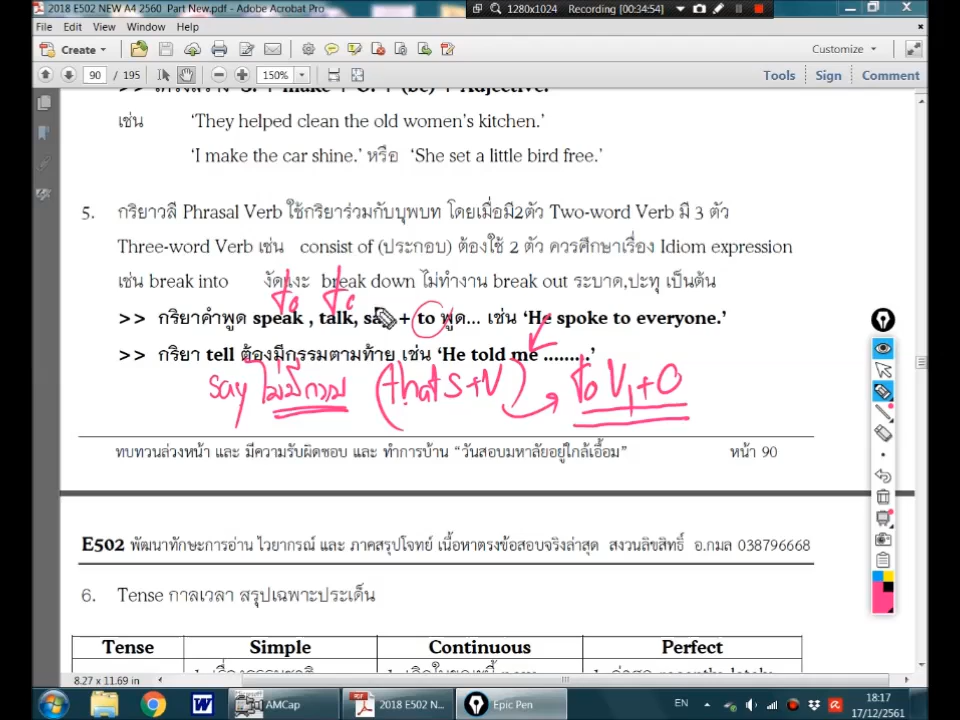 2018 E502 NEW A4 2560 Part New.pdf - Adobe Acrobat Pro
1280x1024 Recording [00:34:54]
File Edit View Window Help
Create Customize
90 / 195 150% Tools Sign Comment
>> โครงสร้าง S. + make + O. + (be) + Adjective.
เช่น 'They helped clean the old women's kitchen.'
'I make the car shine.' หรือ 'She set a little bird free.'
5. กริยาวลี Phrasal Verb ใช้กริยาร่วมกับบุพบท โดยเมื่อมี2ตัว Two-word Verb มี 3 ตัว
Three-word Verb เช่น consist of (ประกอบ) ต้องใช้ 2 ตัว ควรศึกษาเรื่อง Idiom expression
เช่น break into งัดแงะ break down ไม่ทำงาน break out ระบาด,ปะทุ เป็นต้น
to to
>> กริยาคำพูด speak , talk, say + to พูด... เช่น 'He spoke to everyone.'
>> กริยา tell ต้องมีกรรมตามท้าย เช่น 'He told me ........'
say ไม่มีกรรม (that S+V) to V1+O
ทบทวนล่วงหน้า และ มีความรับผิดชอบ และ ทำการบ้าน "วันสอบมหาลัยอยู่ใกล้เอื้อม" หน้า 90
E502 พัฒนาทักษะการอ่าน ไวยากรณ์ และ ภาคสรุปโจทย์ เนื้อหาตรงข้อสอบจริงล่าสุด สงวนลิขสิทธิ์ อ.กมล 038796668
6. Tense กาลเวลา สรุปเฉพาะประเด็น
Tense Simple Continuous Perfect
8.27 x 11.69 in
AMCap 2018 E502 N... Epic Pen EN 18:17
17/12/2561